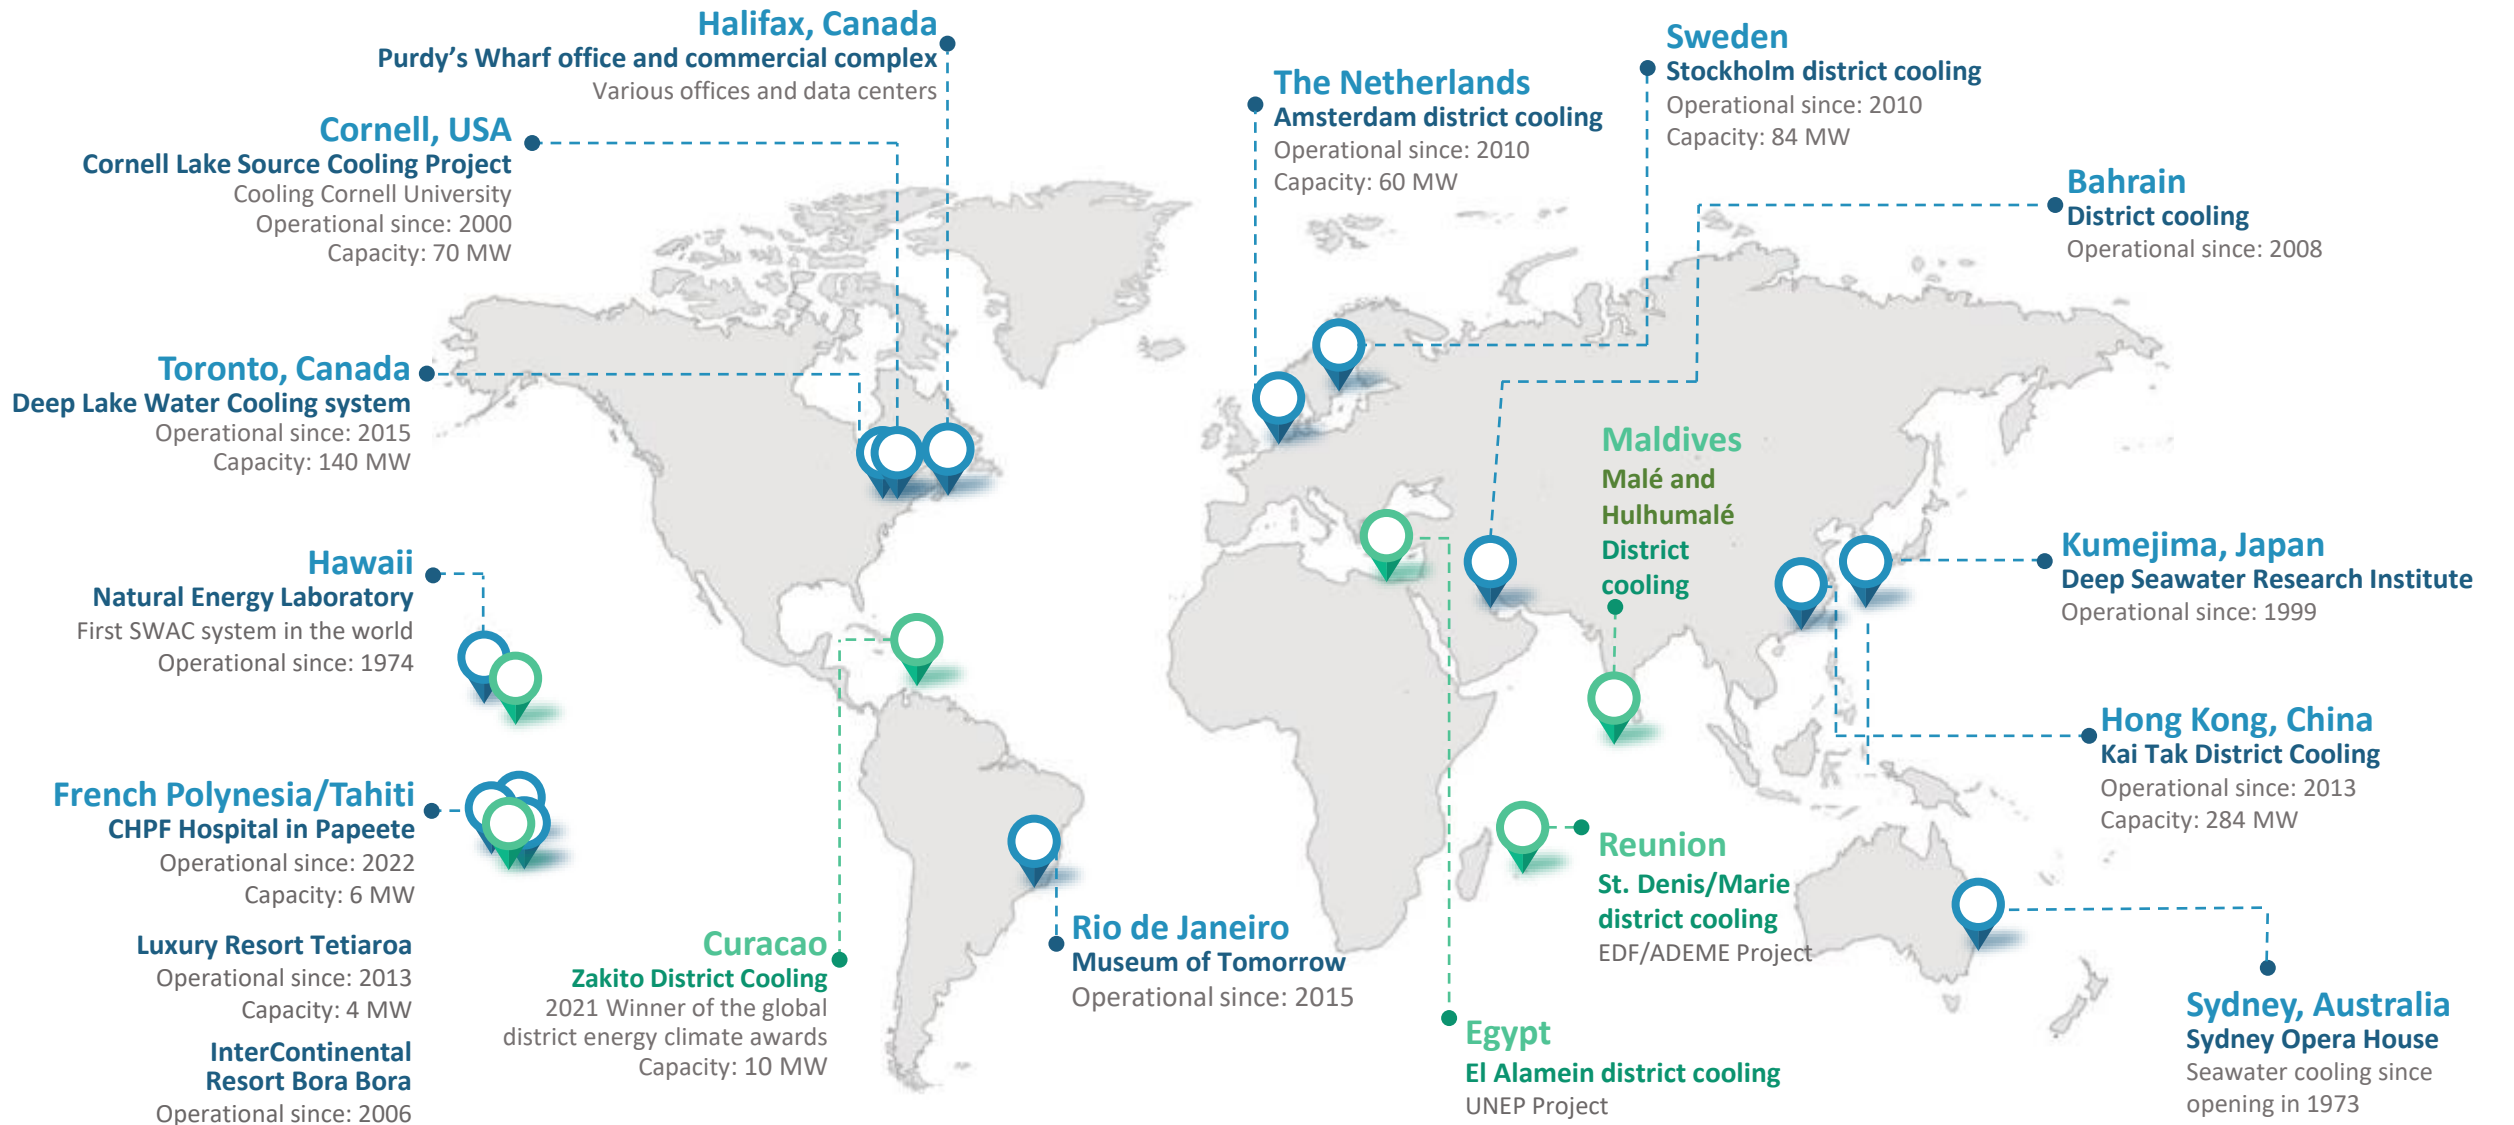 Halifax, Canada
Purdy's Wharf office and commercial complex
Various offices and data centers
Cornell, USA
Cornell Lake Source Cooling Project
Cooling Cornell University
Operational since: 2000
Capacity: 70 MW
Toronto, Canada
Deep Lake Water Cooling system
Operational since: 2015
Capacity: 140 MW
Hawaii
Natural Energy Laboratory
First SWAC system in the world
Operational since: 1974
French Polynesia/Tahiti
CHPF Hospital in Papeete
Operational since: 2022
Capacity: 6 MW
Luxury Resort Tetiaroa
Operational since: 2013
Capacity: 4 MW
InterContinental
Resort Bora Bora
Operational since: 2006
Curacao
Zakito District Cooling
2021 Winner of the global
district energy climate awards
Capacity: 10 MW
Rio de Janeiro
Museum of Tomorrow
Operational since: 2015
The Netherlands
Amsterdam district cooling
Operational since: 2010
Capacity: 60 MW
Sweden
Stockholm district cooling
Operational since: 2010
Capacity: 84 MW
Bahrain
District cooling
Operational since: 2008
Maldives
Malé and
Hulhumalé
District
cooling
Kumejima, Japan
Deep Seawater Research Institute
Operational since: 1999
Hong Kong, China
Kai Tak District Cooling
Operational since: 2013
Capacity: 284 MW
Reunion
St. Denis/Marie
district cooling
EDF/ADEME Project
Egypt
El Alamein district cooling
UNEP Project
Sydney, Australia
Sydney Opera House
Seawater cooling since
opening in 1973